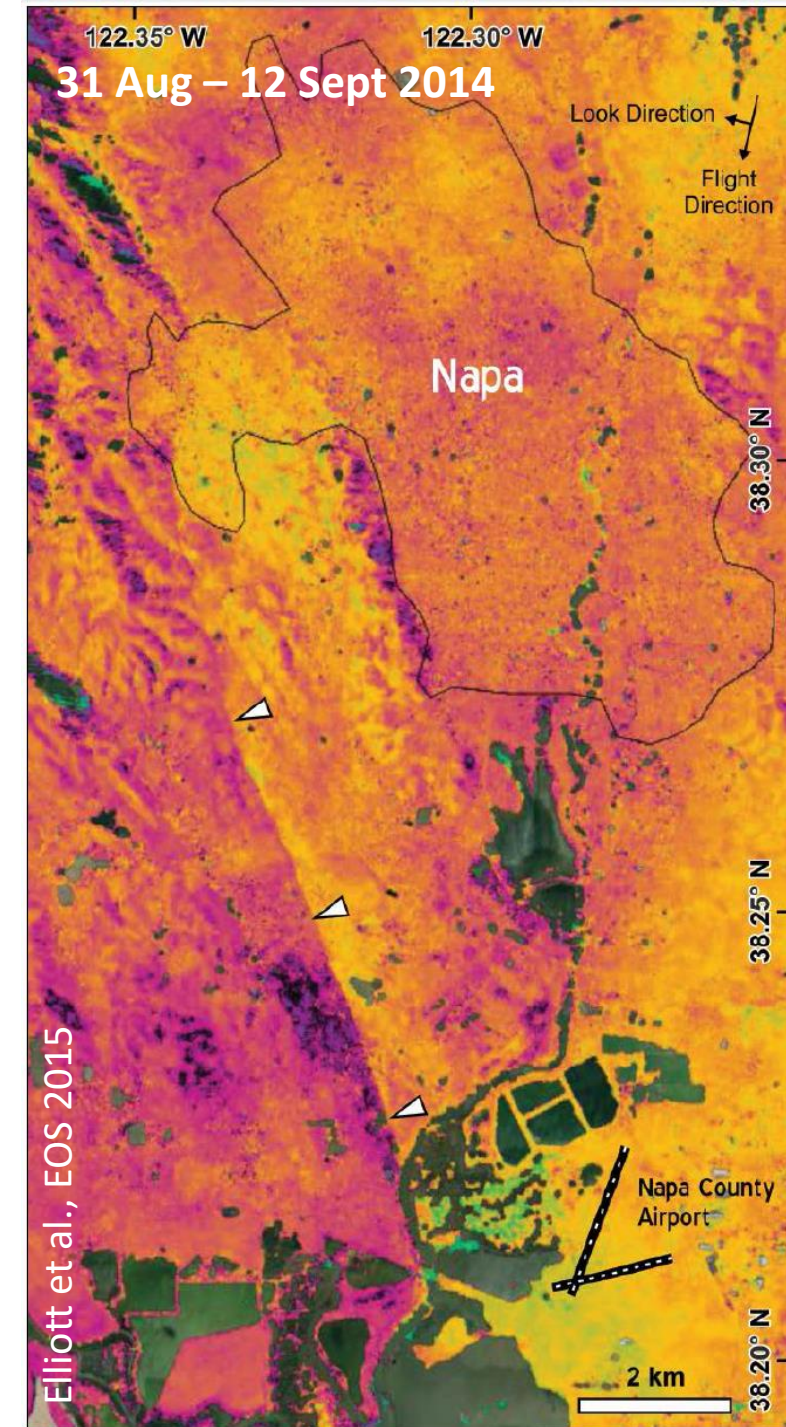 122.35° W
122.30° W
31 Aug – 12 Sept 2014
Look Direction
Flight
Direction
Napa
38.30° N
38.25° N
Elliott et al., EOS 2015
Napa County
Airport
38.20° N
2 km